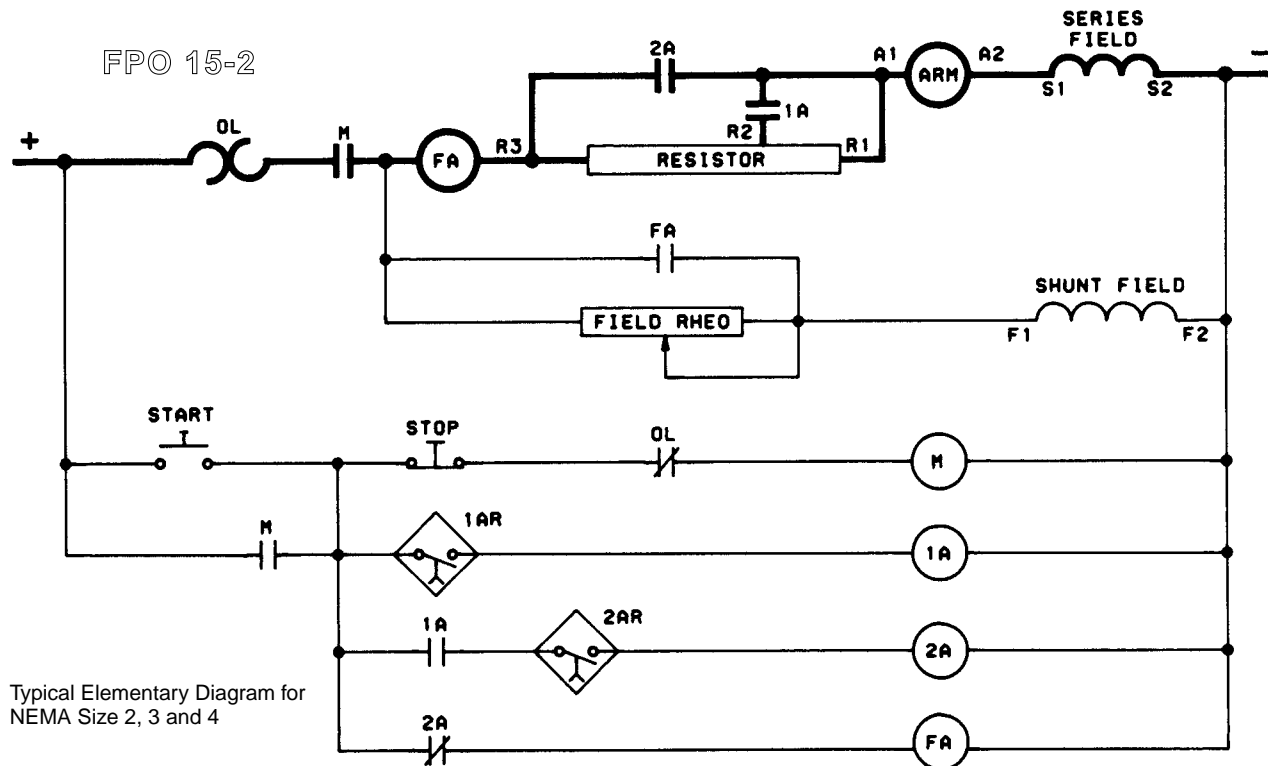 FPO 15-2
SERIES
FIELD
2A
A1
ARM
A2
S1
S2
−
1A
R2
+
OL
M
FA
R3
RESISTOR
R1
FA
SHUNT FIELD
FIELD RHEO
F1
F2
START
STOP
OL
M
M
1AR
1A
1A
2AR
2A
Typical Elementary Diagram for
NEMA Size 2, 3 and 4
2A
FA